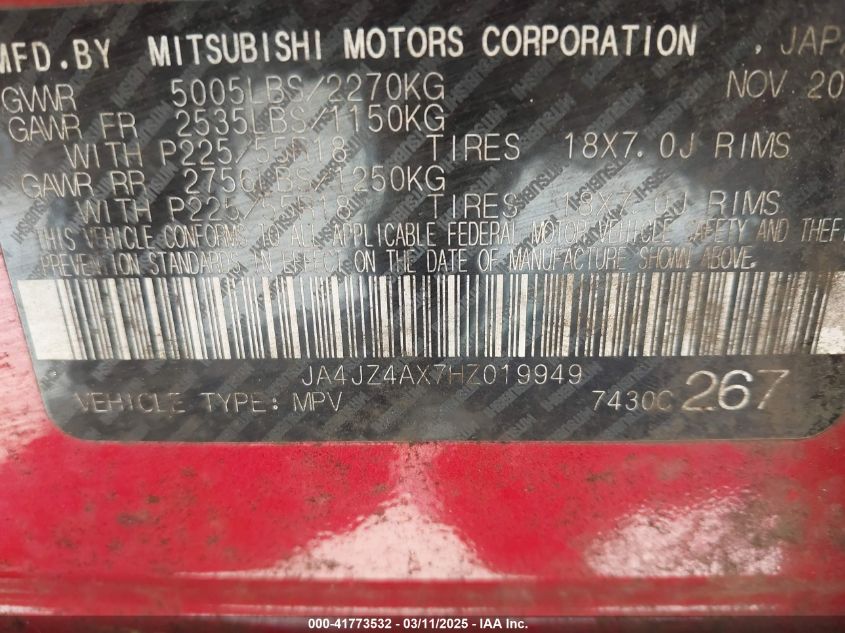 MFD.BY MITSUBISHI MOTORS CORPORATION , JAPA
GVWR 5005LBS/2270KG NOV 20
GAWR FR 2535LBS/1150KG
WITH P225/55R18 TIRES 18X7.0J RIMS
GAWR RR 2756LBS/1250KG
WITH P225/55R18 TIRES 18X7.0J RIMS
THIS VEHICLE CONFORMS TO ALL APPLICABLE FEDERAL MOTOR VEHICLE SAFETY AND THEFT
PREVENTION STANDARDS IN EFFECT ON THE DATE OF MANUFACTURE SHOWN ABOVE.
JA4JZ4AX7HZ019949
VEHICLE TYPE: MPV 7430C 267
000-41773532 - 03/11/2025 - IAAI.com